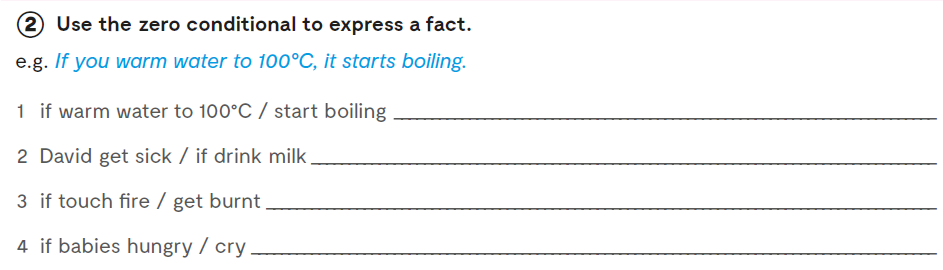 ② Use the zero conditional to express a fact.
e.g. If you warm water to 100°C, it starts boiling.
1 if warm water to 100°C / start boiling
2 David get sick / if drink milk
3 if touch fire / get burnt
4 if babies hungry / cry